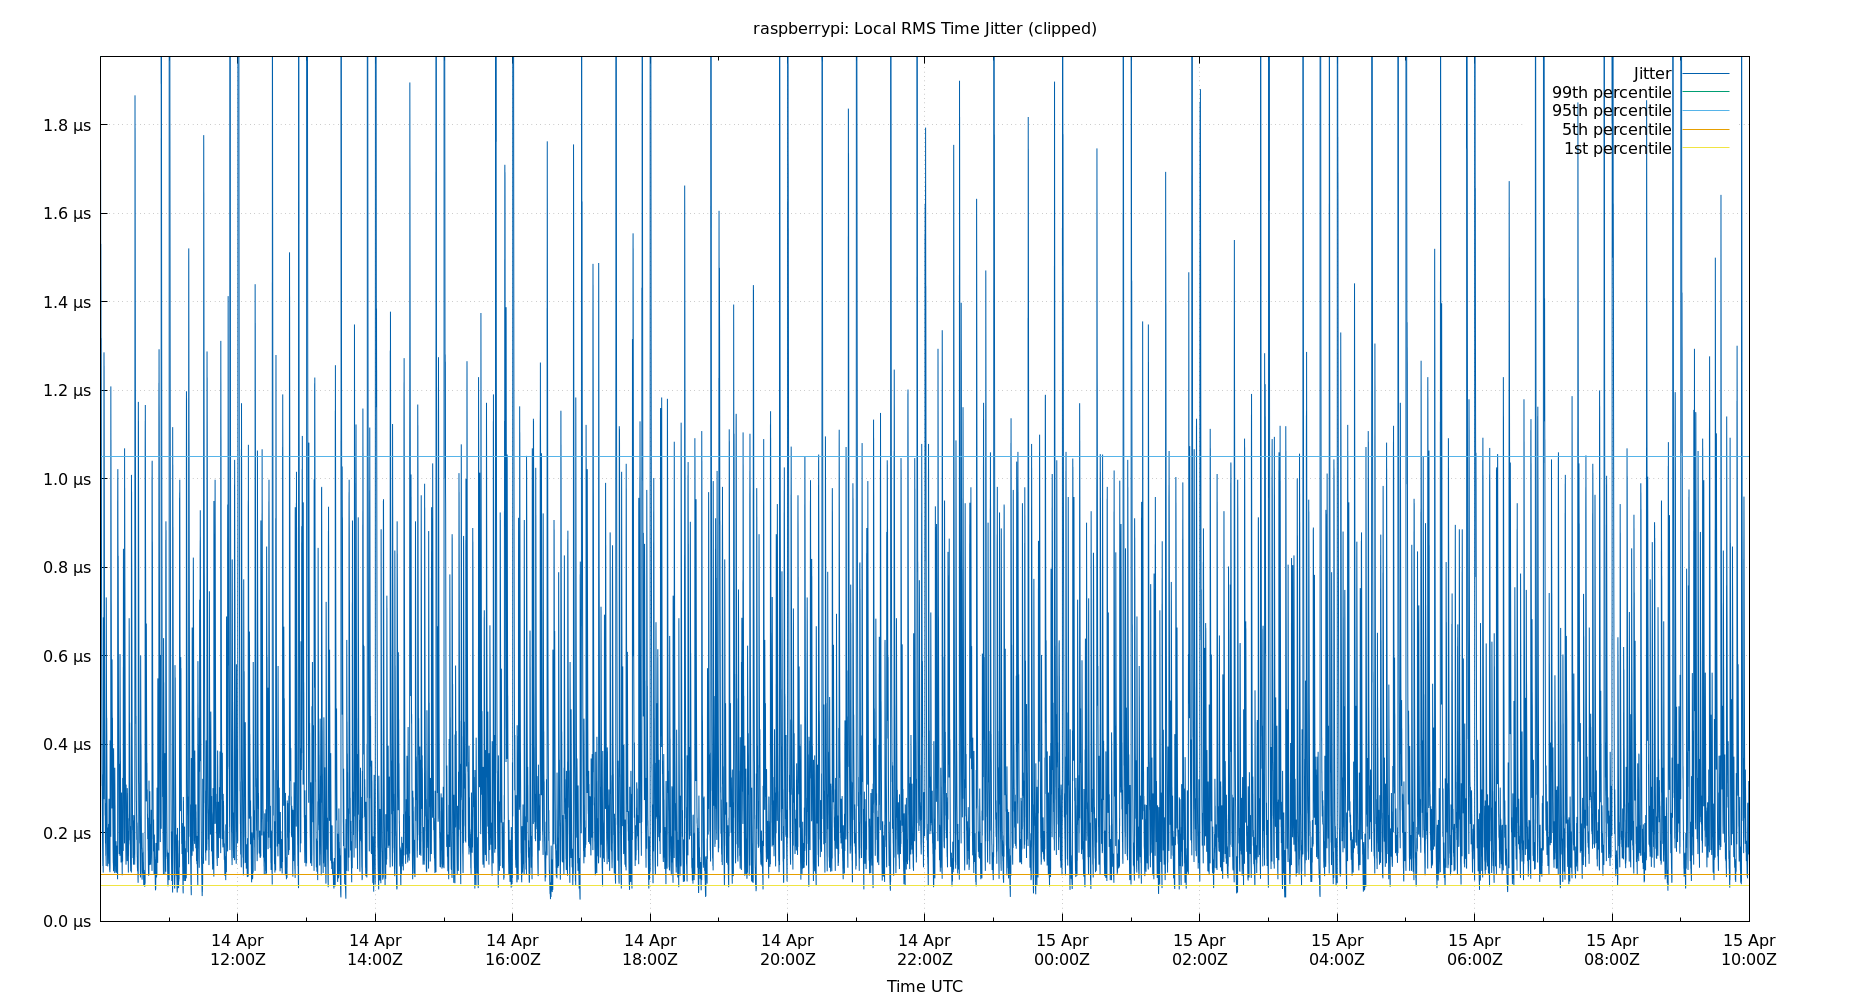 raspberrypi: Local RMS Time Jitter (clipped)
Jitter
99th percentile
95th percentile
5th percentile
1st percentile
1.8 μs
1.6 μs
1.4 μs
1.2 μs
1.0 μs
0.8 μs
0.6 μs
0.4 μs
0.2 μs
0.0 μs
14 Apr 14 Apr 14 Apr 14 Apr 14 Apr 14 Apr 15 Apr 15 Apr 15 Apr 15 Apr 15 Apr 15 Apr
12:00Z 14:00Z 16:00Z 18:00Z 20:00Z 22:00Z 00:00Z 02:00Z 04:00Z 06:00Z 08:00Z 10:00Z
Time UTC